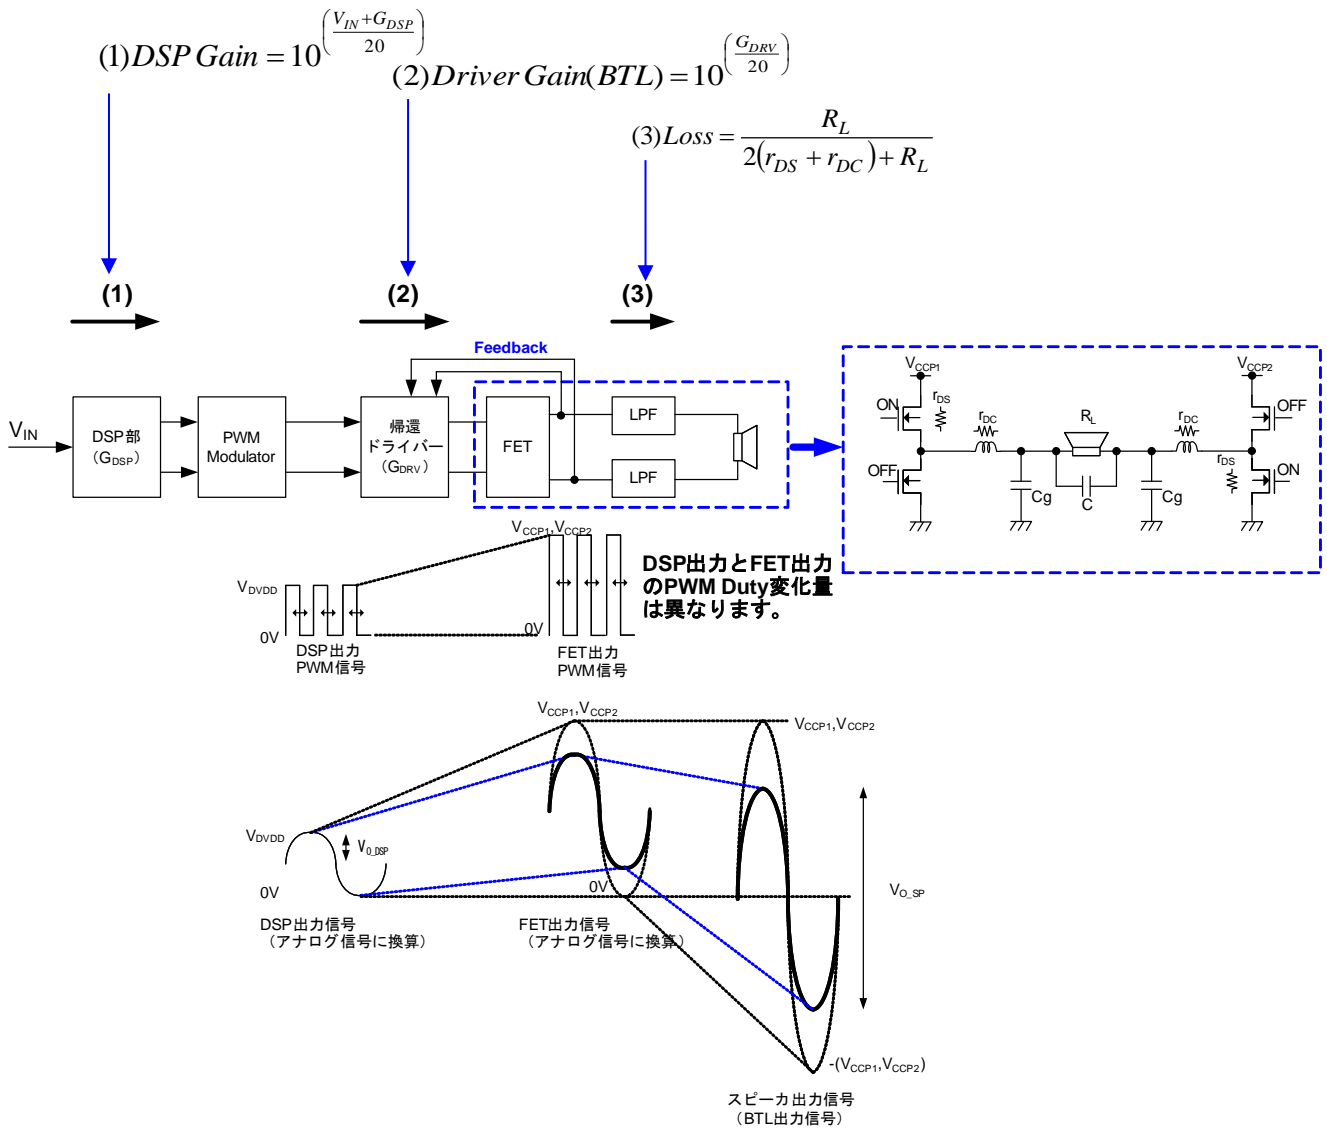 (1)DSP Gain = 10^((V_IN + G_DSP)/20)
(2)Driver Gain(BTL) = 10^(G_DRV/20)
(3)Loss = R_L / (2(r_DS + r_DC) + R_L)
(1)
(2)
(3)
Feedback
V_IN
DSP部
（G_DSP）
PWM
Modulator
帰還
ドライバー
（G_DRV）
FET
LPF
LPF
V_CCP1
V_CCP2
ON
r_DS
r_DC
R_L
r_DC
OFF
OFF
Cg
C
Cg
r_DS
ON
V_CCP1,V_CCP2
V_DVDD
0V
0V
DSP出力
PWM信号
FET出力
PWM信号
DSP出力とFET出力
のPWM Duty変化量
は異なります。
V_CCP1,V_CCP2
V_CCP1,V_CCP2
V_DVDD
V_O_DSP
0V
0V
V_O_SP
DSP出力信号
（アナログ信号に換算）
FET出力信号
（アナログ信号に換算）
-(V_CCP1,V_CCP2)
スピーカ出力信号
（BTL出力信号）